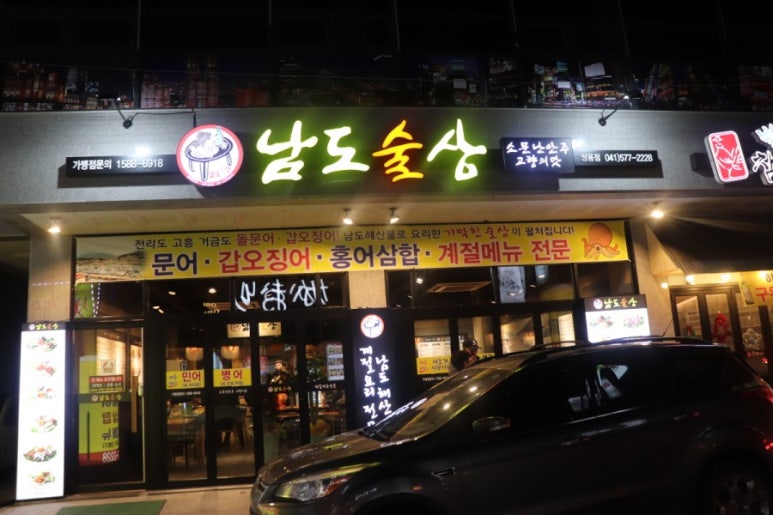 남도술상
소문난안주
고향의맛
가맹점문의 1588-6918
쌍용점 041)577-2228
전라도 고흥 거금도 돌문어·갑오징어! 남도해산물로 요리한 기막힌 술상이 펼쳐집니다!
문어·갑오징어·홍어삼합·계절메뉴 전문
남도술상
남도술상
민어
병어
남도해산
계절요리 전